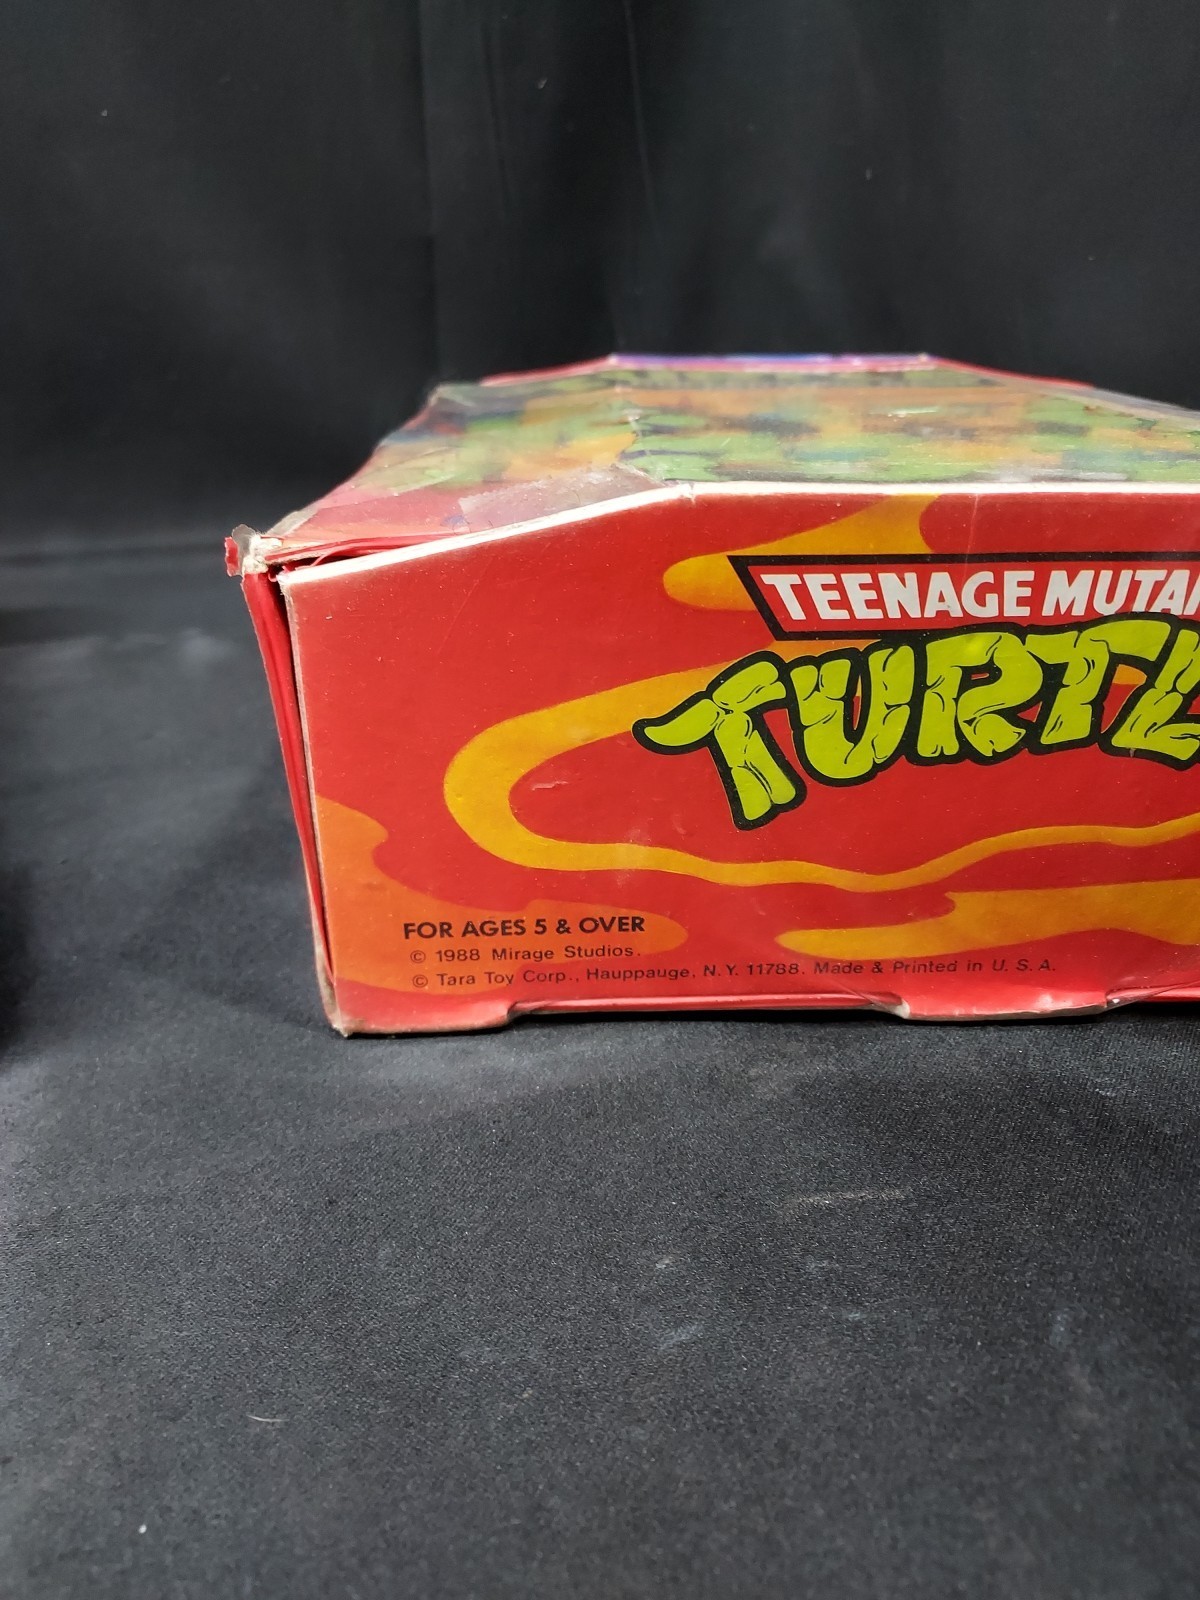 TEENAGE MUTA
TURTL
FOR AGES 5 & OVER
© 1988 Mirage Studios.
© Tara Toy Corp., Hauppauge, N.Y. 11788. Made & Printed in U.S.A.